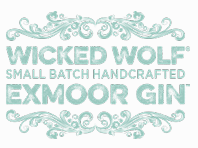 WICKED WOLF®
SMALL BATCH HANDCRAFTED
EXMOOR GIN™